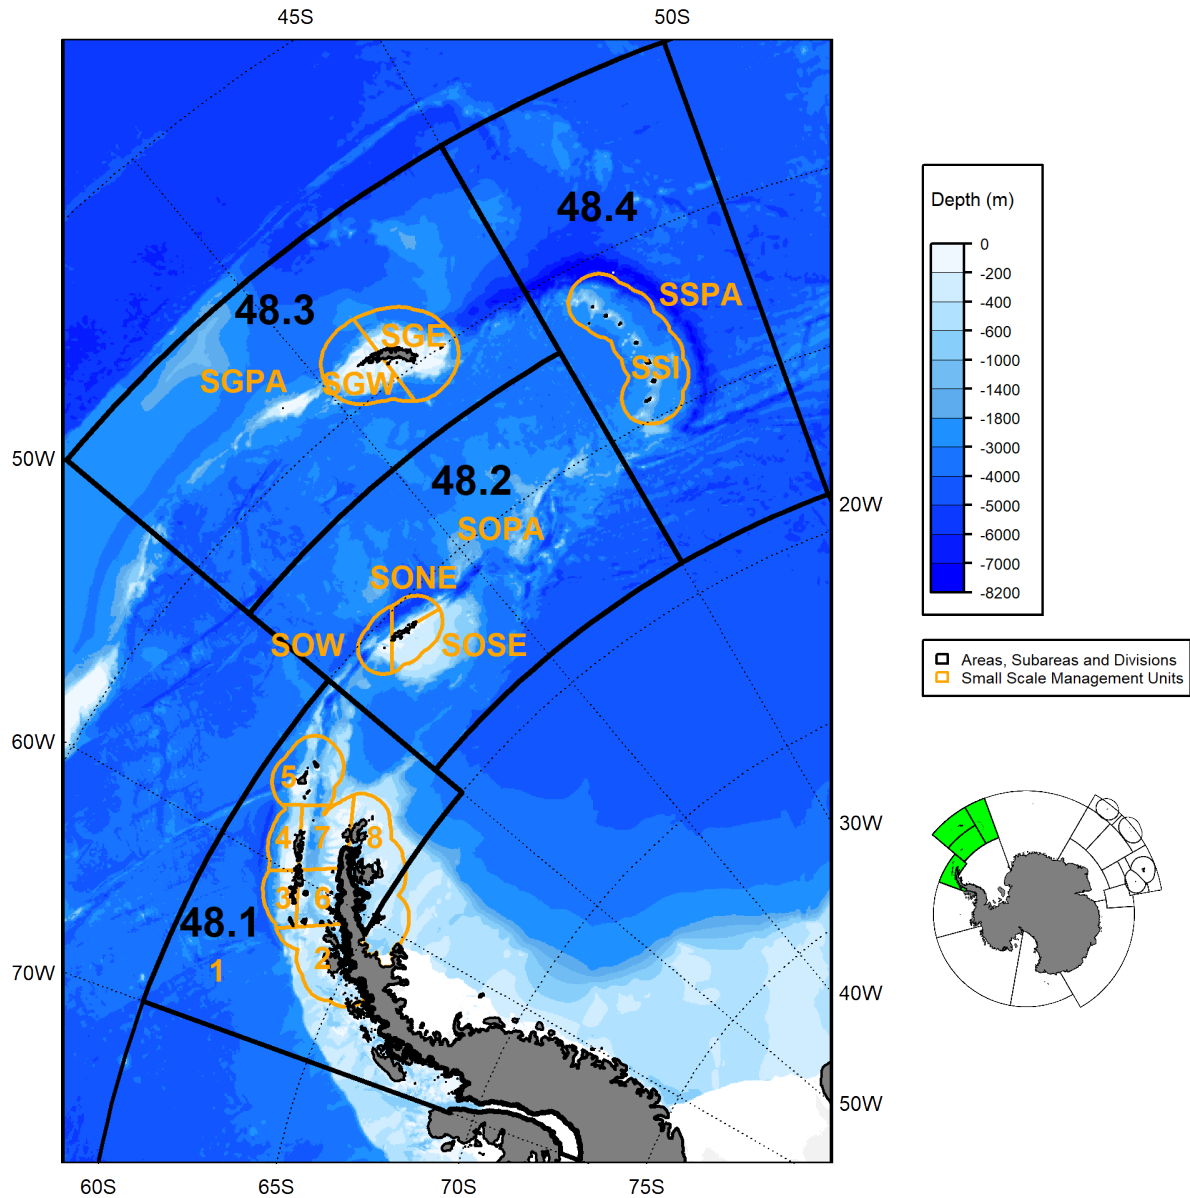 45S
50S
48.4
SSPA
48.3
SGE
SGPA
SGW
SSI
50W
48.2
20W
SOPA
SONE
SOW
SOSE
60W
5
4
7
8
30W
3
6
48.1
2
1
70W
40W
50W
60S
65S
70S
75S
Depth (m)
0
-200
-400
-600
-1000
-1400
-1800
-3000
-4000
-5000
-6000
-7000
-8200
Areas, Subareas and Divisions
Small Scale Management Units